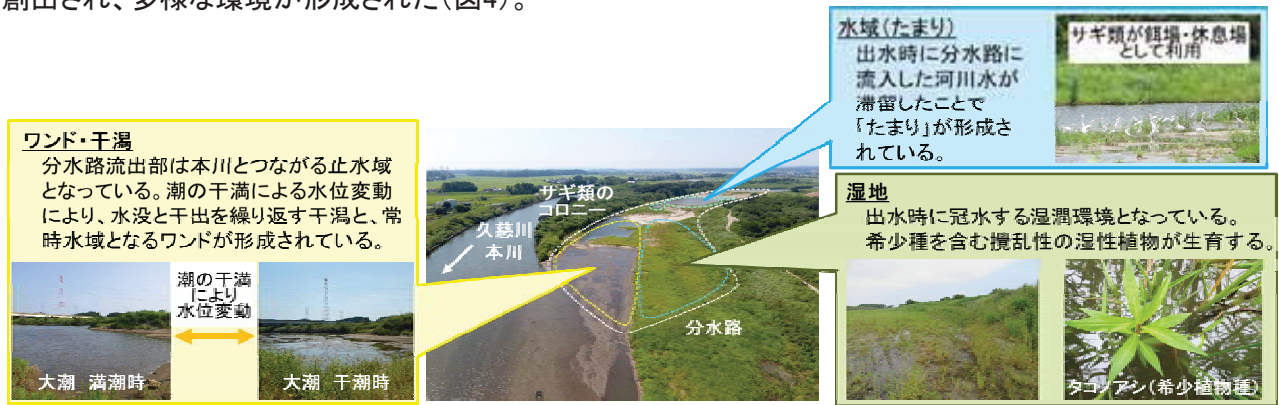 創出され、多様な環境が形成された(図4)。
水域(たまり)
出水時に分水路に
流入した河川水が
滞留したことで
「たまり」が形成さ
れている。
サギ類が餌場・休息場
として利用
ワンド・干潟
分水路流出部は本川とつながる止水域
となっている。潮の干満による水位変動
により、水没と干出を繰り返す干潟と、常
時水域となるワンドが形成されている。
潮の干満
により
水位変動
大潮 満潮時
大潮 干潮時
サギ類の
コロニー
久慈川
本川
分水路
湿地
出水時に冠水する湿潤環境となっている。
希少種を含む攪乱性の湿性植物が生育する。
タコノアシ(希少植物種)